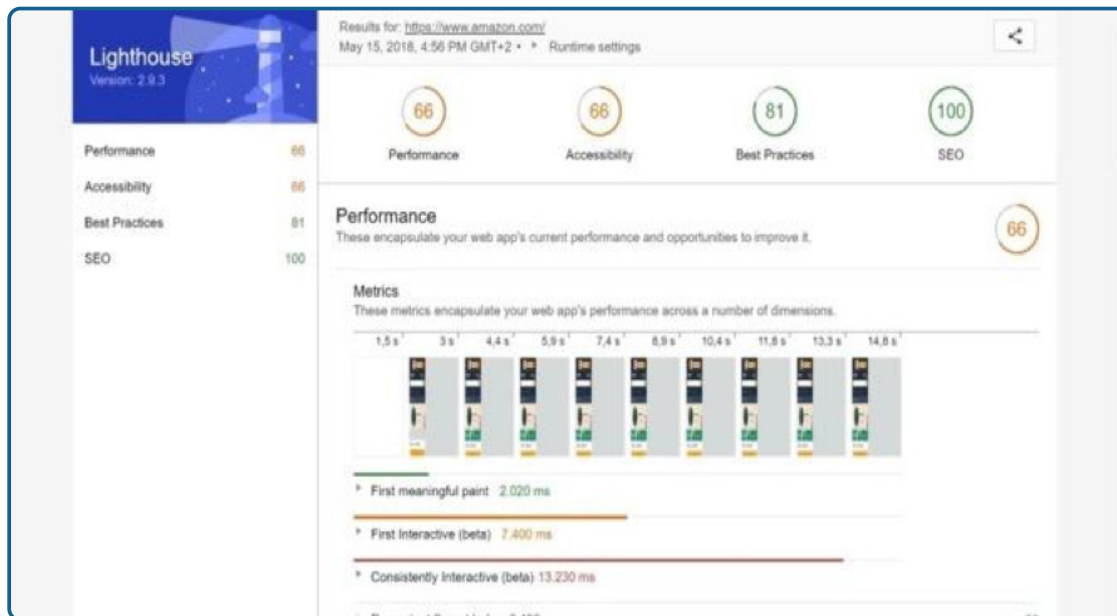 Lighthouse
Version: 2.9.3
Performance 66
Accessibility 66
Best Practices 81
SEO 100
Results for: https://www.amazon.com/
May 15, 2018, 4:56 PM GMT+2 • ▸ Runtime settings
66 66 81 100
Performance Accessibility Best Practices SEO
Performance
66
These encapsulate your web app's current performance and opportunities to improve it.
Metrics
These metrics encapsulate your web app's performance across a number of dimensions.
1,5 s 3 s 4,4 s 5,9 s 7,4 s 8,9 s 10,4 s 11,8 s 13,3 s 14,8 s
▸ First meaningful paint 2.020 ms
▸ First Interactive (beta) 7.400 ms
▸ Consistently Interactive (beta) 13.230 ms